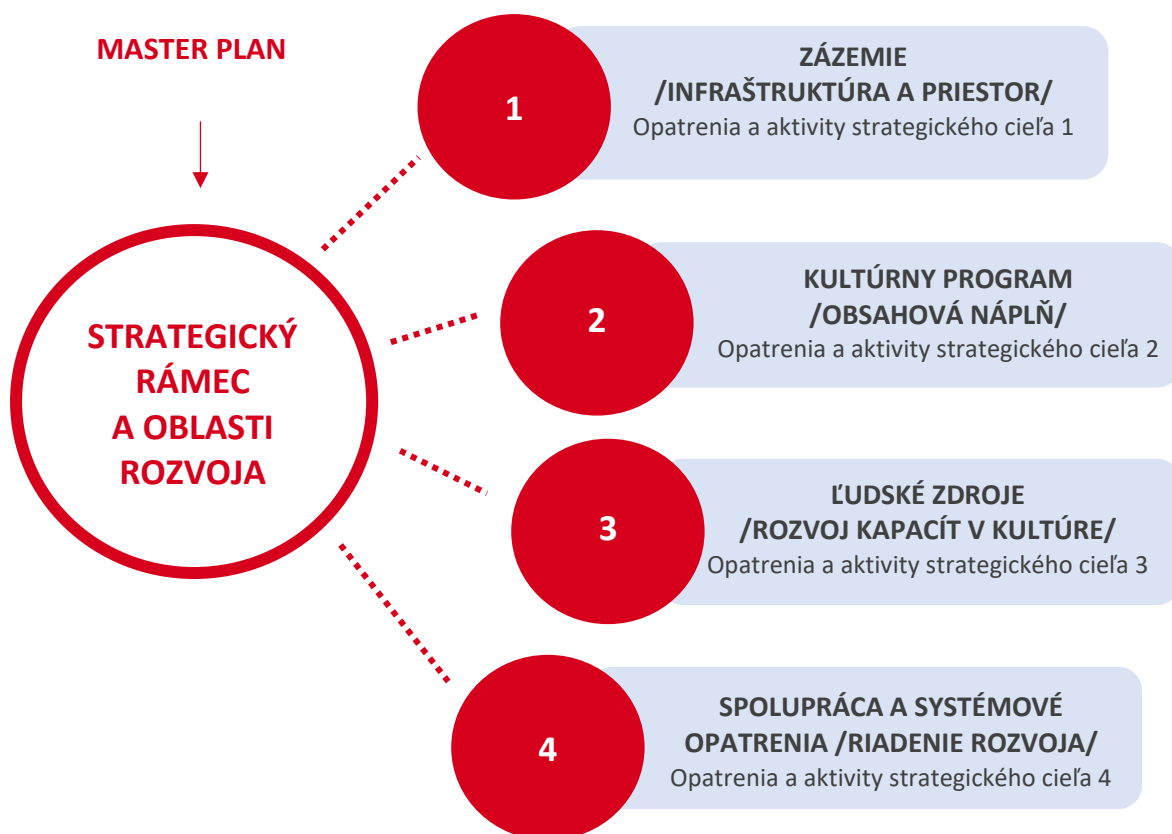 MASTER PLAN
STRATEGICKÝ
RÁMEC
A OBLASTI
ROZVOJA
1
ZÁZEMIE
/INFRAŠTRUKTÚRA A PRIESTOR/
Opatrenia a aktivity strategického cieľa 1
2
KULTÚRNY PROGRAM
/OBSAHOVÁ NÁPLŇ/
Opatrenia a aktivity strategického cieľa 2
3
ĽUDSKÉ ZDROJE
/ROZVOJ KAPACÍT V KULTÚRE/
Opatrenia a aktivity strategického cieľa 3
4
SPOLUPRÁCA A SYSTÉMOVÉ
OPATRENIA /RIADENIE ROZVOJA/
Opatrenia a aktivity strategického cieľa 4